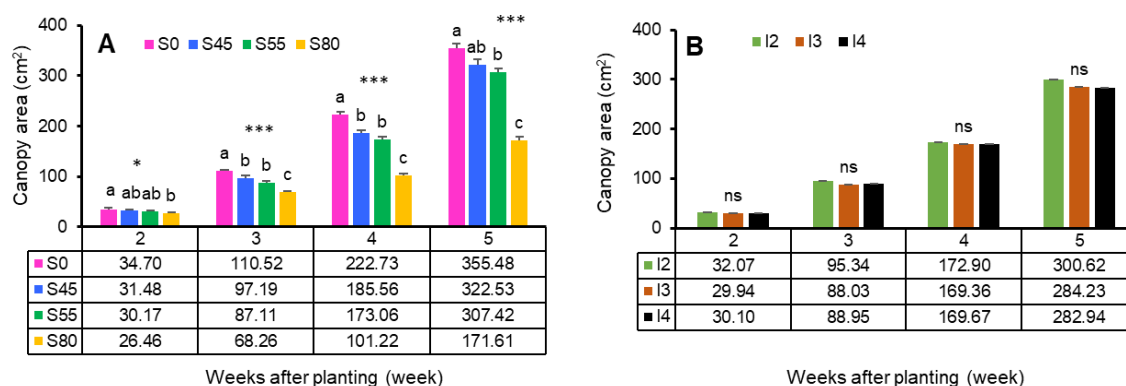 A
S0 S45 S55 S80
Canopy area (cm²)
400
300
200
100
0
* *** *** ***
a ab ab b
a b b c
a b b c
a ab b c
2 3 4 5
S0 34.70 110.52 222.73 355.48
S45 31.48 97.19 185.56 322.53
S55 30.17 87.11 173.06 307.42
S80 26.46 68.26 101.22 171.61
Weeks after planting (week)
B
I2 I3 I4
Canopy area (cm²)
400
300
200
100
0
ns ns ns ns
2 3 4 5
I2 32.07 95.34 172.90 300.62
I3 29.94 88.03 169.36 284.23
I4 30.10 88.95 169.67 282.94
Weeks after planting (week)